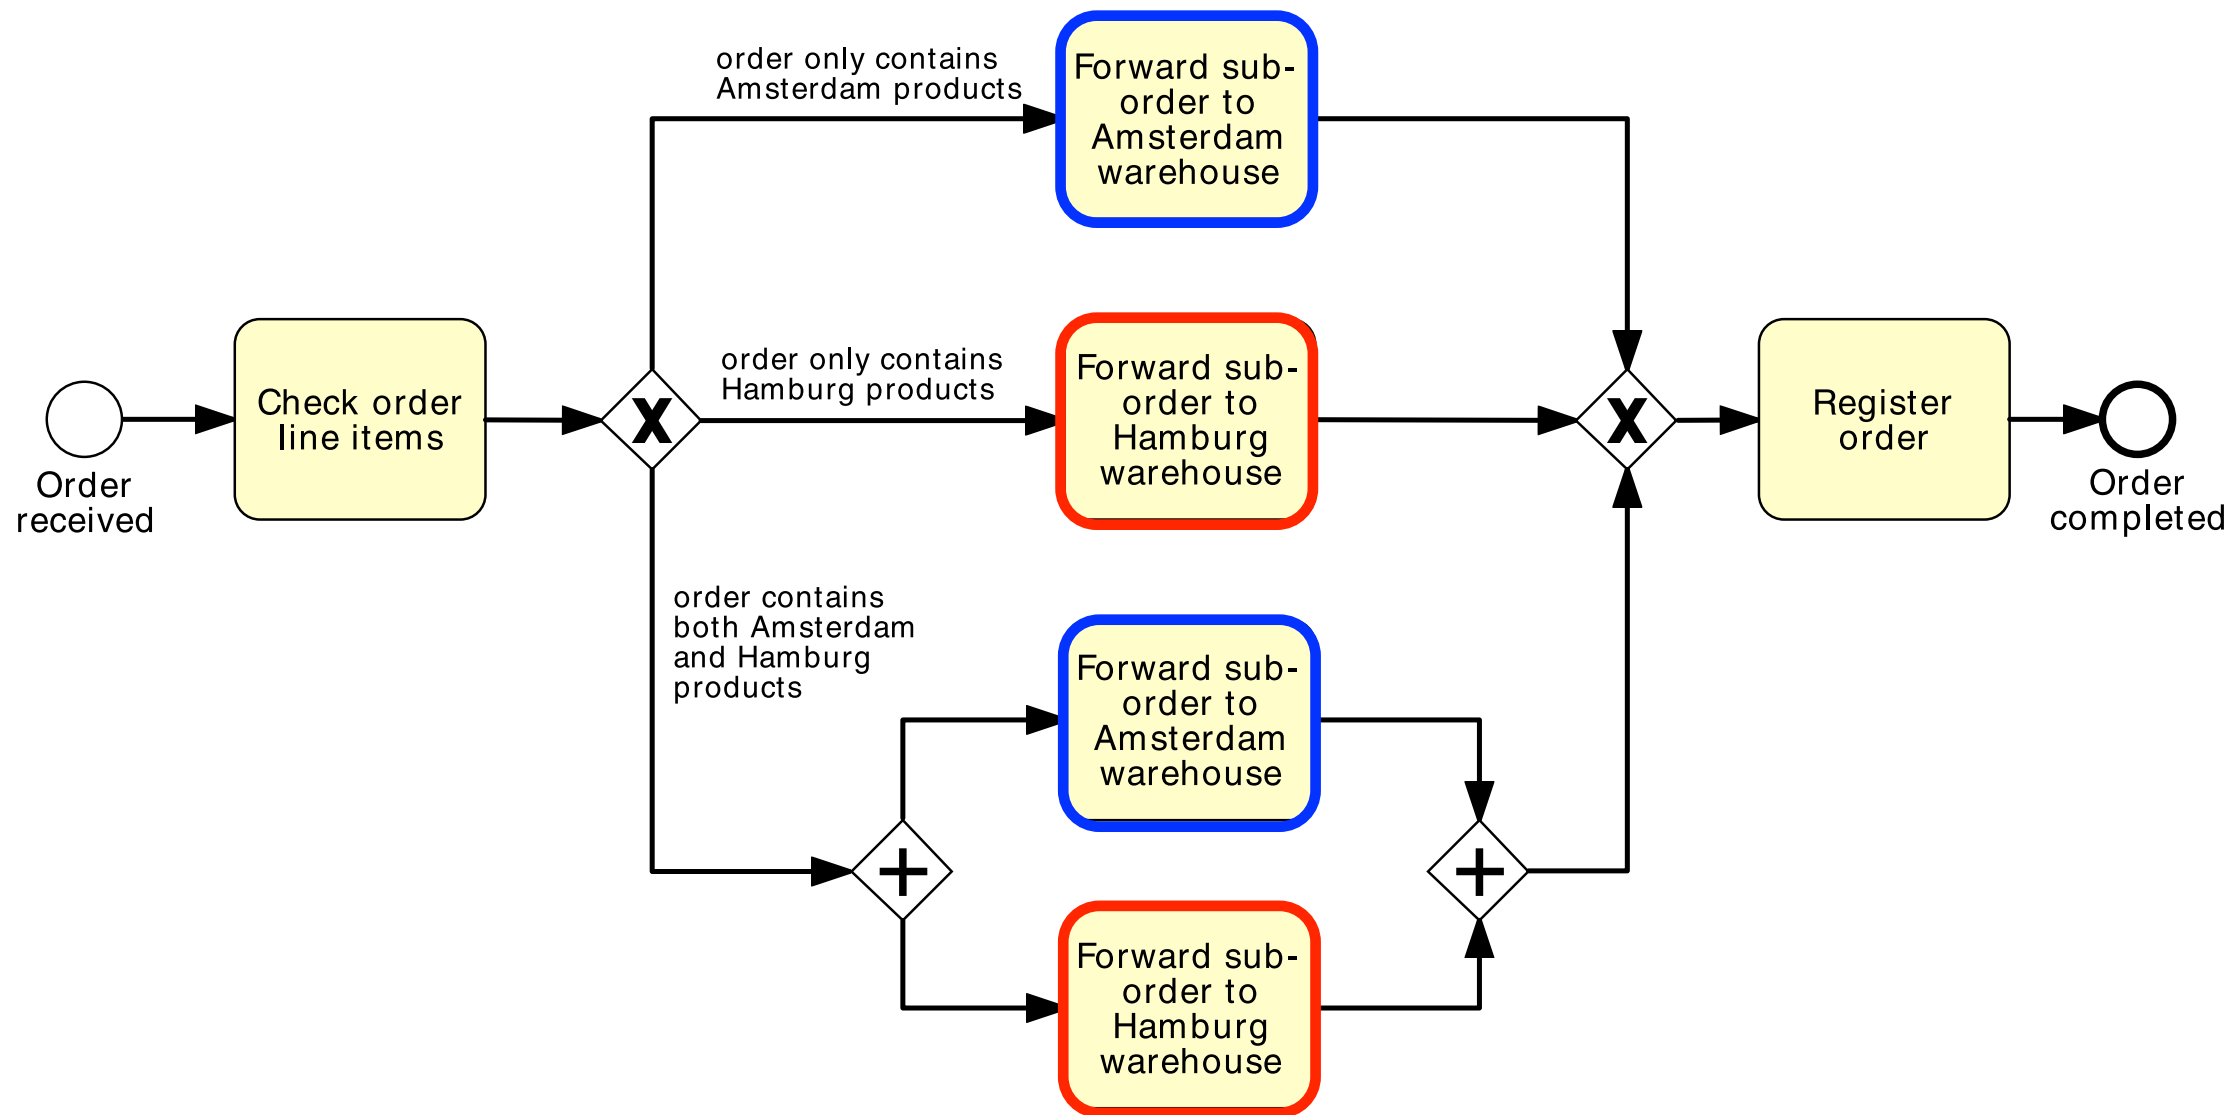 Order
received
Check order
line items
order only contains
Amsterdam products
Forward sub-
order to
Amsterdam
warehouse
order only contains
Hamburg products
Forward sub-
order to
Hamburg
warehouse
order contains
both Amsterdam
and Hamburg
products
Forward sub-
order to
Amsterdam
warehouse
Forward sub-
order to
Hamburg
warehouse
Register
order
Order
completed